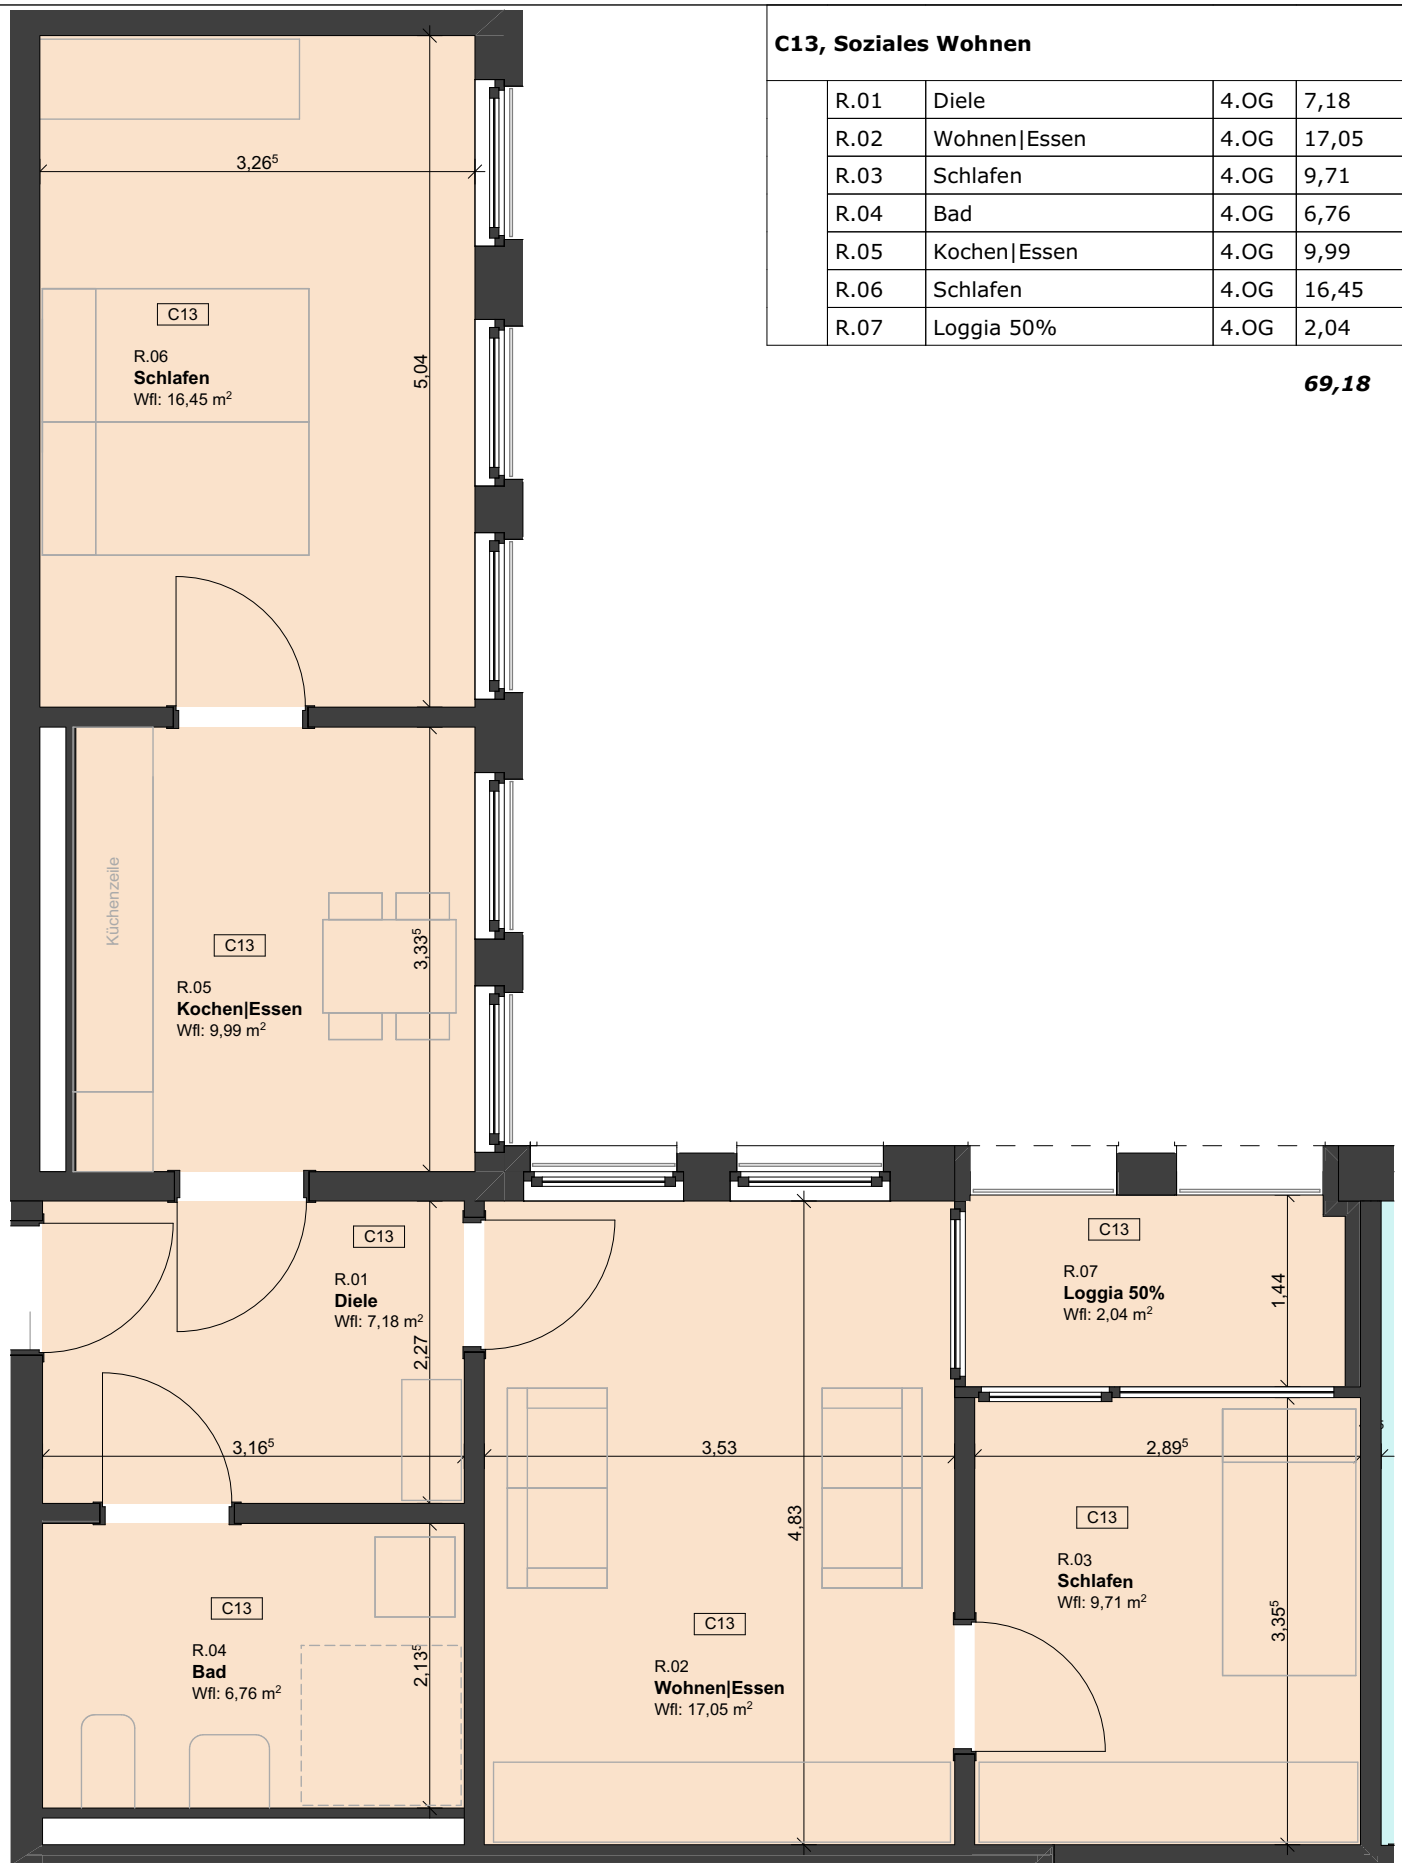 C13, Soziales Wohnen
R.01 Diele 4.OG 7,18
R.02 Wohnen|Essen 4.OG 17,05
R.03 Schlafen 4.OG 9,71
R.04 Bad 4.OG 6,76
R.05 Kochen|Essen 4.OG 9,99
R.06 Schlafen 4.OG 16,45
R.07 Loggia 50% 4.OG 2,04
69,18
3,26⁵
C13
R.06
Schlafen
Wfl: 16,45 m²
5,04
Küchenzeile
C13
R.05
Kochen|Essen
Wfl: 9,99 m²
3,33⁵
C13
R.01
Diele
Wfl: 7,18 m²
2,27
3,16⁵
C13
R.07
Loggia 50%
Wfl: 2,04 m²
1,44
3,53
2,89⁵
4,83
C13
R.03
Schlafen
Wfl: 9,71 m²
3,35⁵
C13
R.04
Bad
Wfl: 6,76 m²
2,13⁵
C13
R.02
Wohnen|Essen
Wfl: 17,05 m²